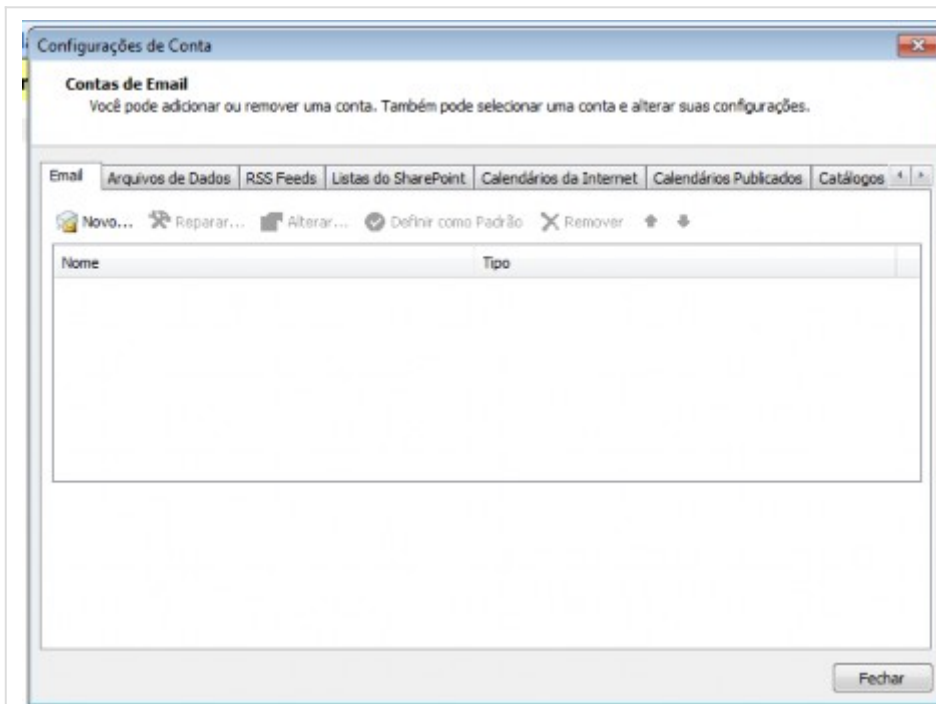 Configurações de Conta
Contas de Email
Você pode adicionar ou remover uma conta. Também pode selecionar uma conta e alterar suas configurações.
Email Arquivos de Dados RSS Feeds Listas do SharePoint Calendários da Internet Calendários Publicados Catálogos
Novo... Reparar... Alterar... Definir como Padrão Remover
Nome Tipo
Fechar